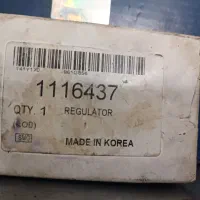 1116437
QTY 1 REGULATOR
MADE IN KOREA